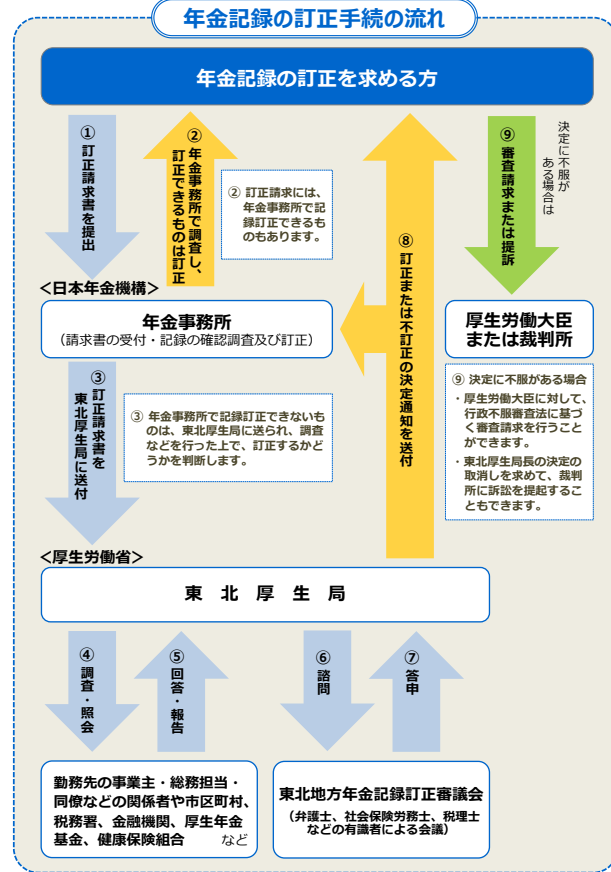 年金記録の訂正手続の流れ
年金記録の訂正を求める方
① 訂正請求書を提出
② 年金事務所で調査し、
訂正できるものは訂正
② 訂正請求には、
年金事務所で記
録訂正できるも
のもあります。
⑧ 訂正または不訂正の決定通知を送付
⑨ 審査請求または提訴
決定に不服が
ある場合は
<日本年金機構>
年金事務所
（請求書の受付・記録の確認調査及び訂正）
厚生労働大臣
または裁判所
③ 訂正請求書を
東北厚生局に送付
③ 年金事務所で記録訂正できないも
のは、東北厚生局に送られ、調査
などを行った上で、訂正するかど
うかを判断します。
⑨ 決定に不服がある場合
・厚生労働大臣に対して、
行政不服審査法に基づ
く審査請求を行うこと
ができます。
・東北厚生局長の決定の
取消しを求めて、裁判
所に訴訟を提起するこ
ともできます。
<厚生労働省>
東 北 厚 生 局
④ 調査・照会
⑤ 回答・報告
⑥ 諮問
⑦ 答申
勤務先の事業主・総務担当・
同僚などの関係者や市区町村、
税務署、金融機関、厚生年金
基金、健康保険組合 など
東北地方年金記録訂正審議会
（弁護士、社会保険労務士、税理士
などの有識者による会議）